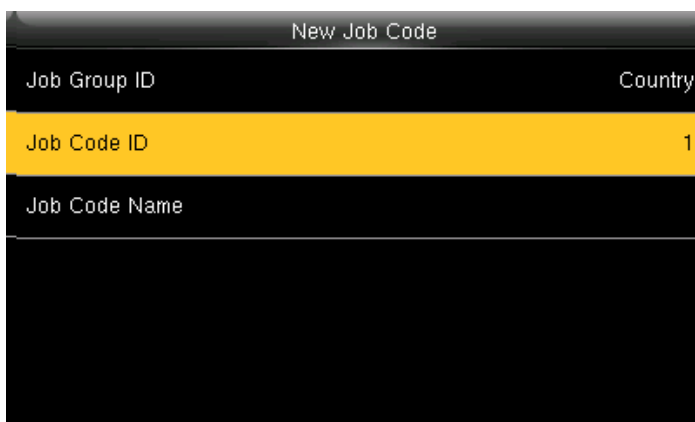 New Job Code
Job Group ID Country
Job Code ID 1
Job Code Name